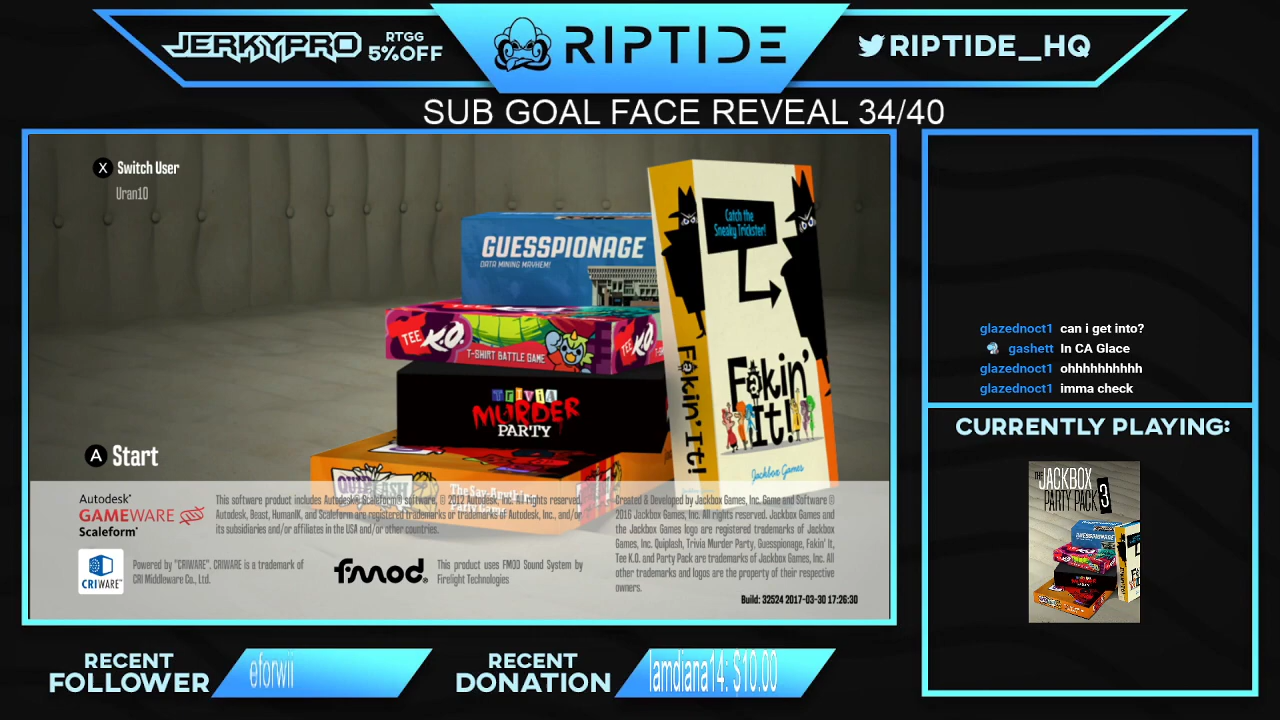 JERKYPRO
RTGG
5%OFF
RIPTIDE
RIPTIDE_HQ
SUB GOAL FACE REVEAL 34/40
X Switch User
Uran10
GUESSPIONAGE
DATA MINING MAYHEM!
TEE K.O.
T-SHIRT BATTLE GAME
TRIVIA
MURDER
PARTY
Catch the
Sneaky Trickster!
Fakin' It!
Fakin'
It!
Jackbox Games
A Start
Autodesk®
GAMEWARE
Scaleform®
This software product includes Autodesk® Scaleform® software, © 2012 Autodesk, Inc. All rights reserved.
Autodesk, Beast, HumanIK, and Scaleform are registered trademarks or trademarks of Autodesk, Inc., and/or
its subsidiaries and/or affiliates in the USA and/or other countries.
CRIWARE™
Powered by "CRIWARE". CRIWARE is a trademark of
CRI Middleware Co., Ltd.
fmod®
This product uses FMOD Sound System by
Firelight Technologies
Created & Developed by Jackbox Games, Inc. Game and Software ©
2016 Jackbox Games, Inc. All rights reserved. Jackbox Games and
the Jackbox Games logo are registered trademarks of Jackbox
Games, Inc. Quiplash, Trivia Murder Party, Guesspionage, Fakin' It,
Tee K.O. and Party Pack are trademarks of Jackbox Games, Inc. All
other trademarks and logos are the property of their respective
owners.
Build: 32524 2017-03-30 17:26:30
glazednoct1 can i get into?
gashett In CA Glace
glazednoct1 ohhhhhhhhhh
glazednoct1 imma check
CURRENTLY PLAYING:
THE JACKBOX
PARTY PACK 3
GUESSPIONAGE
RECENT
FOLLOWER
eforwii
RECENT
DONATION
Iamdiana14: $10.00